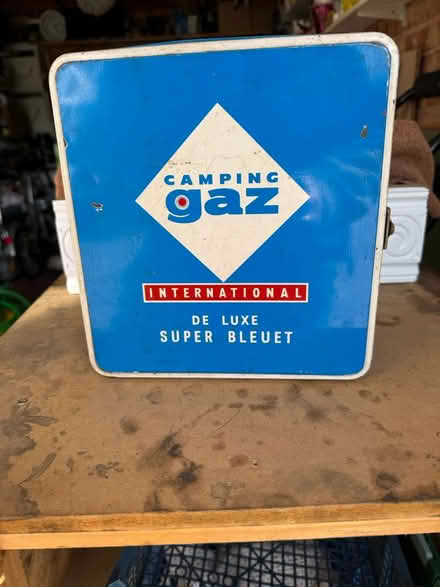 CAMPING
gaz
INTERNATIONAL
DE LUXE
SUPER BLEUET